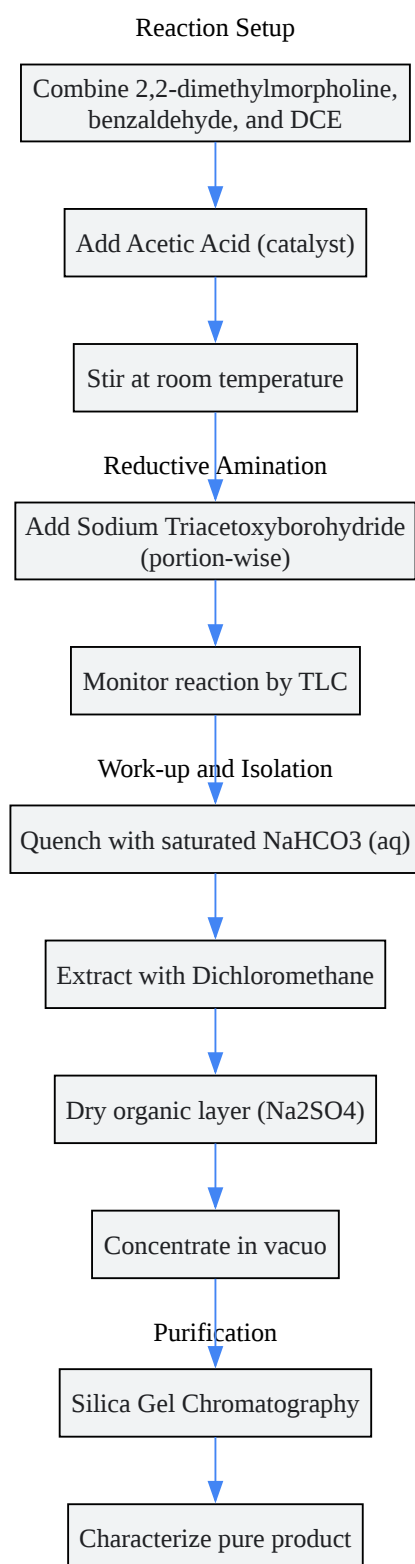 Reaction Setup
Combine 2,2-dimethylmorpholine,
benzaldehyde, and DCE
Add Acetic Acid (catalyst)
Stir at room temperature
Reductive Amination
Add Sodium Triacetoxyborohydride
(portion-wise)
Monitor reaction by TLC
Work-up and Isolation
Quench with saturated NaHCO3 (aq)
Extract with Dichloromethane
Dry organic layer (Na2SO4)
Concentrate in vacuo
Purification
Silica Gel Chromatography
Characterize pure product